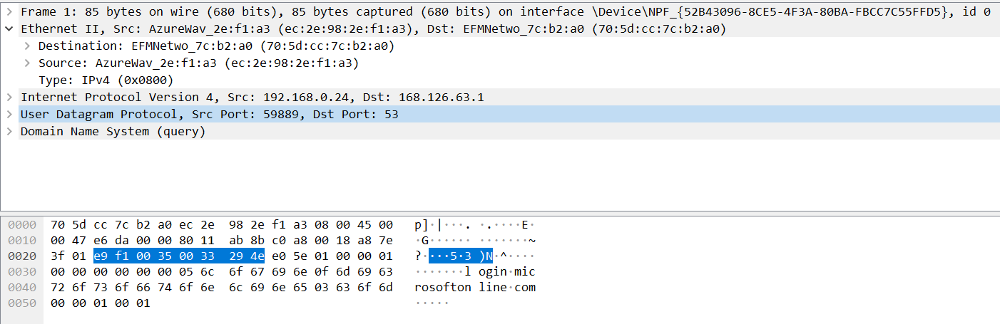 Frame 1: 85 bytes on wire (680 bits), 85 bytes captured (680 bits) on interface \Device\NPF_{52B43096-8CE5-4F3A-80BA-FBCC7C55FFD5}, id 0
Ethernet II, Src: AzureWav_2e:f1:a3 (ec:2e:98:2e:f1:a3), Dst: EFMNetwo_7c:b2:a0 (70:5d:cc:7c:b2:a0)
Destination: EFMNetwo_7c:b2:a0 (70:5d:cc:7c:b2:a0)
Source: AzureWav_2e:f1:a3 (ec:2e:98:2e:f1:a3)
Type: IPv4 (0x0800)
Internet Protocol Version 4, Src: 192.168.0.24, Dst: 168.126.63.1
User Datagram Protocol, Src Port: 59889, Dst Port: 53
Domain Name System (query)
0000 70 5d cc 7c b2 a0 ec 2e 98 2e f1 a3 08 00 45 00 p]·|···. ·.····E·
0010 00 47 e6 da 00 00 80 11 ab 8b c0 a8 00 18 a8 7e ·G······ ·······~
0020 3f 01 e9 f1 00 35 00 33 29 4e e0 5e 01 00 00 01 ?····5·3 )N·^····
0030 00 00 00 00 00 00 05 6c 6f 67 69 6e 0f 6d 69 63 ·······l ogin·mic
0040 72 6f 73 6f 66 74 6f 6e 6c 69 6e 65 03 63 6f 6d rosofton line·com
0050 00 00 01 00 01 ·····